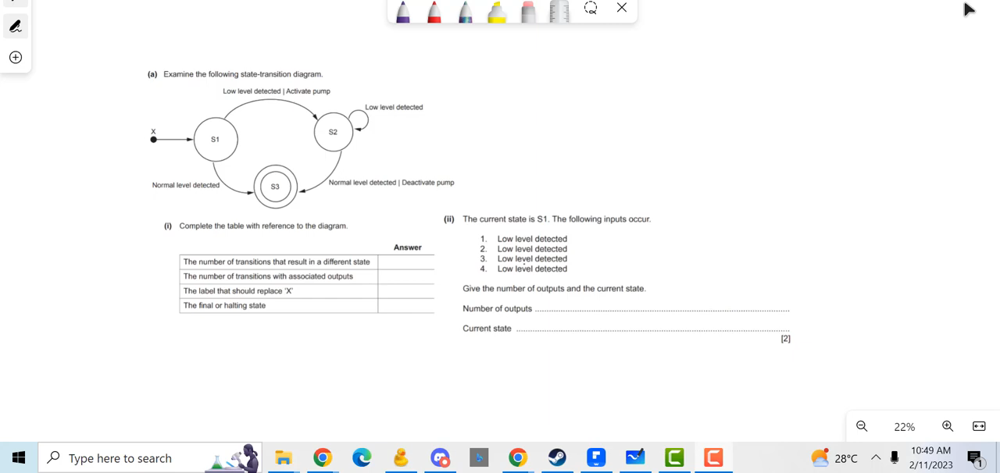 (a) Examine the following state-transition diagram.
Low level detected | Activate pump
Low level detected
X
S1
S2
Normal level detected
S3
Normal level detected | Deactivate pump
(i) Complete the table with reference to the diagram.
Answer
The number of transitions that result in a different state
The number of transitions with associated outputs
The label that should replace 'X'
The final or halting state
(ii) The current state is S1. The following inputs occur.
1. Low level detected
2. Low level detected
3. Low level detected
4. Low level detected
Give the number of outputs and the current state.
Number of outputs ....................................................................................
Current state ....................................................................................
[2]
22%
Type here to search
28°C
10:49 AM
2/11/2023
1